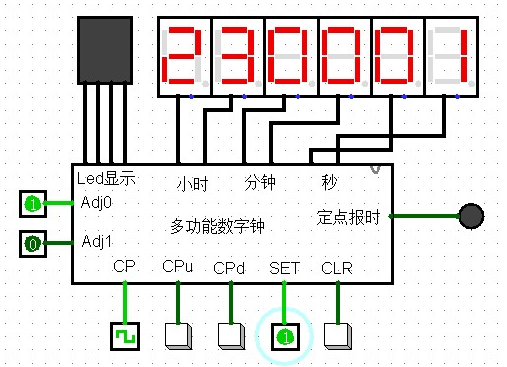 230001
Led显示
小时 分钟 秒
1 Adj0
定点报时
多功能数字钟
0 Adj1
CP CPu CPd SET CLR
1